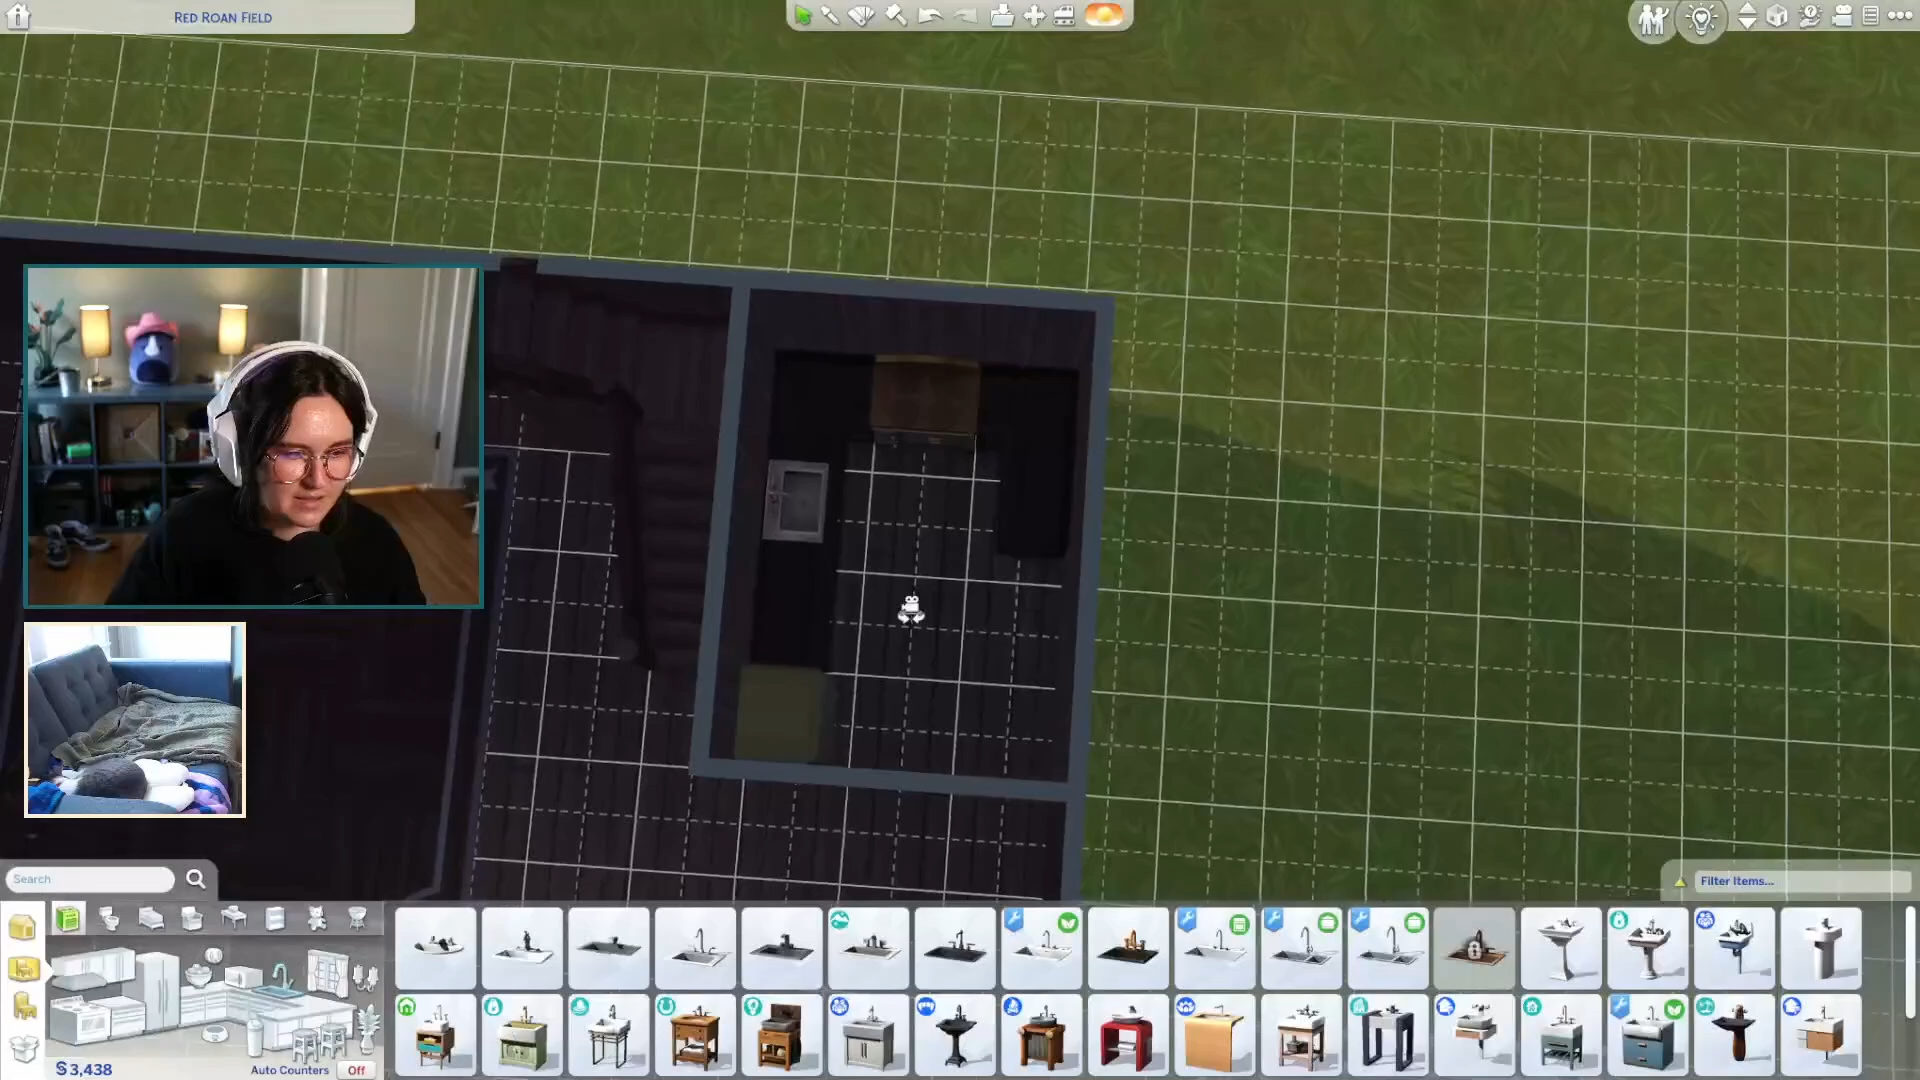 RED ROAN FIELD
Search
Filter Items...
§3,438
Auto Counters
Off